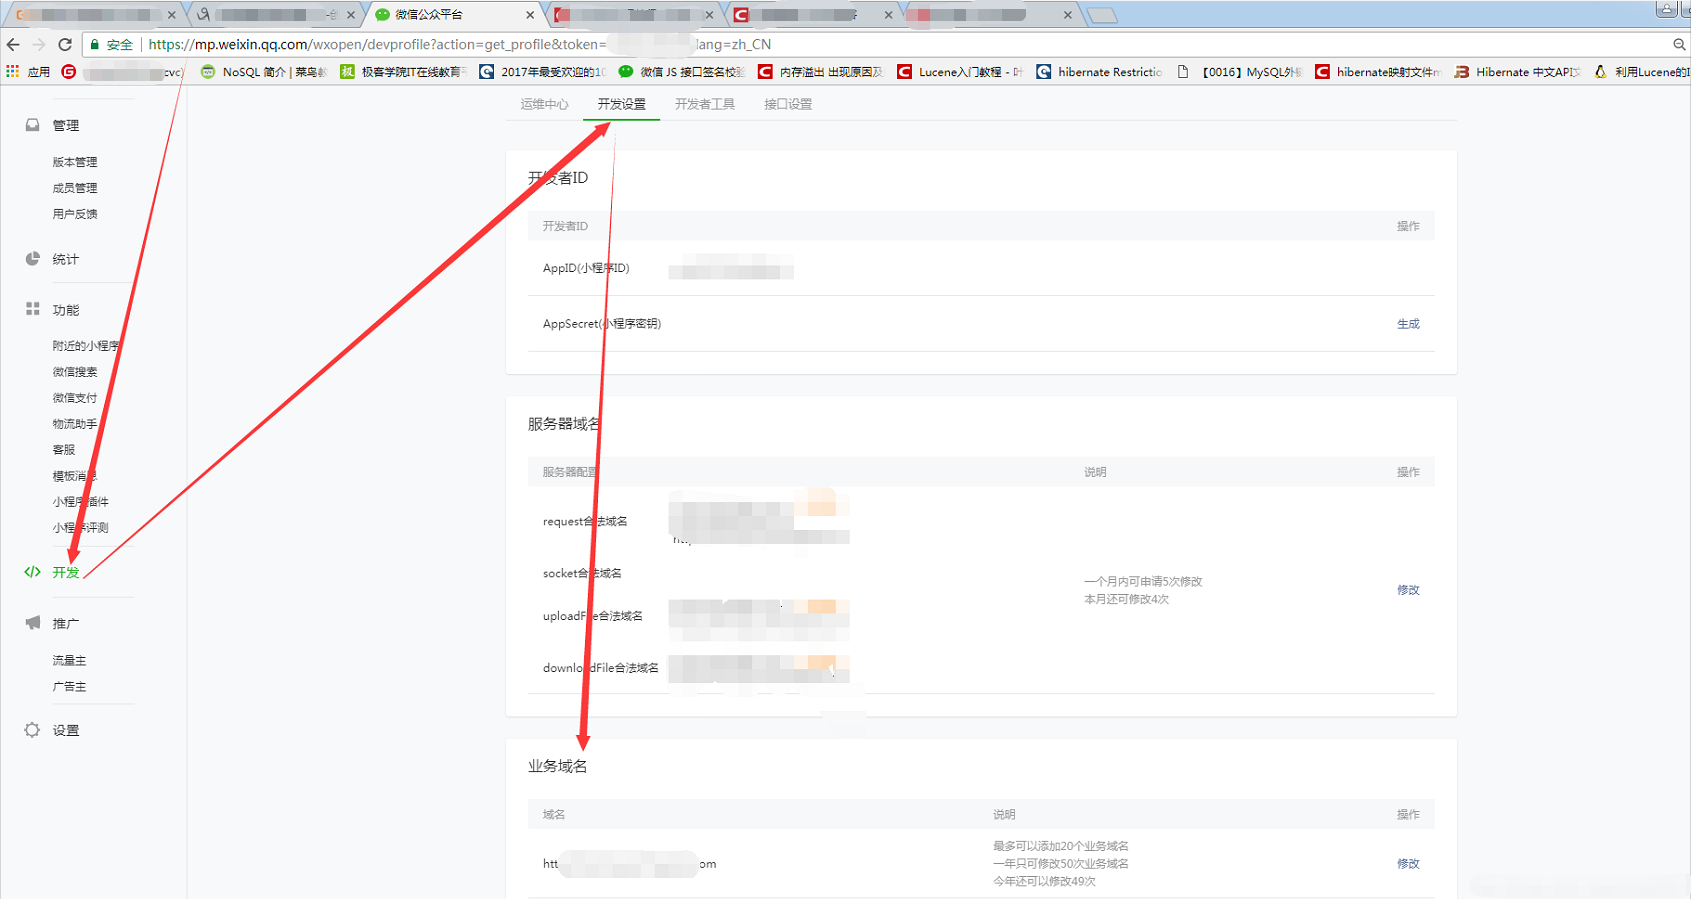 微信公众平台
安全
https://mp.weixin.qq.com/wxopen/devprofile?action=get_profile&token=
lang=zh_CN
应用
cvc)
NoSQL 简介 | 菜鸟教
极客学院IT在线教育平
2017年最受欢迎的10
微信 JS 接口签名校验
内存溢出 出现原因及
Lucene入门教程 - 叶
hibernate Restrictio
【0016】MySQL外
hibernate映射文件m
Hibernate 中文API文
利用Lucene的I
管理
版本管理
成员管理
用户反馈
统计
功能
附近的小程序
微信搜索
微信支付
物流助手
客服
模板消息
小程序插件
小程序评测
开发
推广
流量主
广告主
设置
运维中心
开发设置
开发者工具
接口设置
开发者ID
开发者ID
操作
AppID(小程序ID)
AppSecret(小程序密钥)
生成
服务器域名
服务器配置
说明
操作
request合法域名
socket合法域名
uploadFile合法域名
downloadFile合法域名
一个月内可申请5次修改
本月还可修改4次
修改
业务域名
域名
说明
操作
htt
om
最多可以添加20个业务域名
一年只可修改50次业务域名
今年还可以修改49次
修改